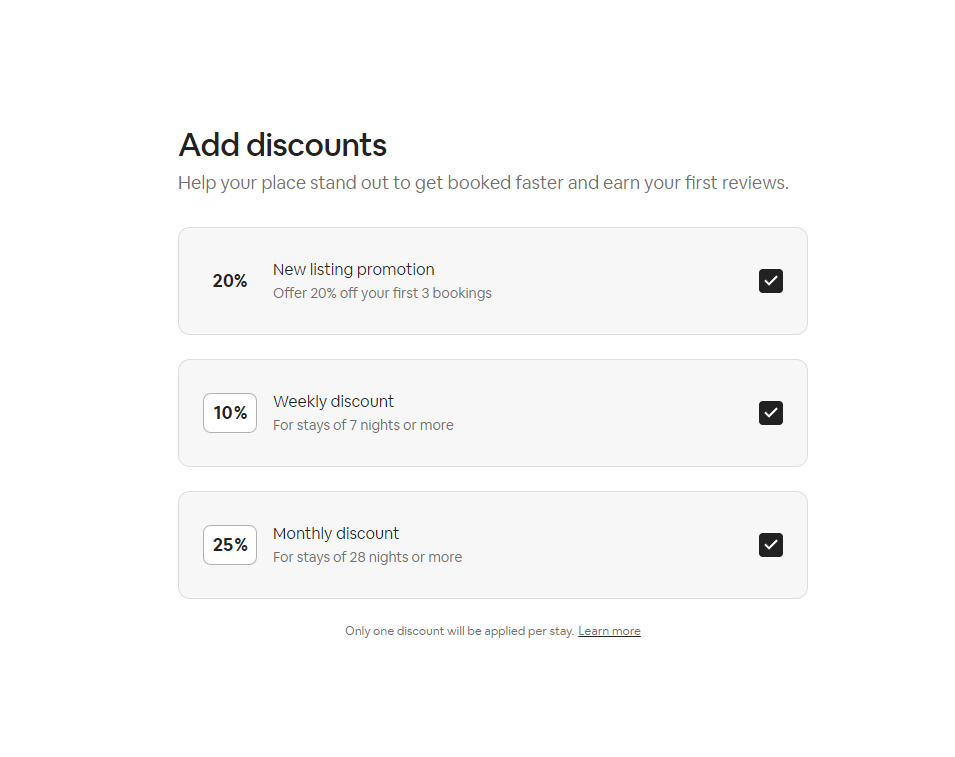 Add discounts
Help your place stand out to get booked faster and earn your first reviews.
20%
New listing promotion
Offer 20% off your first 3 bookings
10%
Weekly discount
For stays of 7 nights or more
25%
Monthly discount
For stays of 28 nights or more
Only one discount will be applied per stay. Learn more